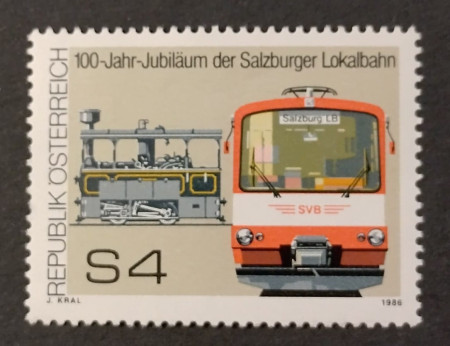 100-Jahr-Jubiläum der Salzburger Lokalbahn
REPUBLIK ÖSTERREICH
Salzburg LB
SVB
S4
J. KRAL
1986